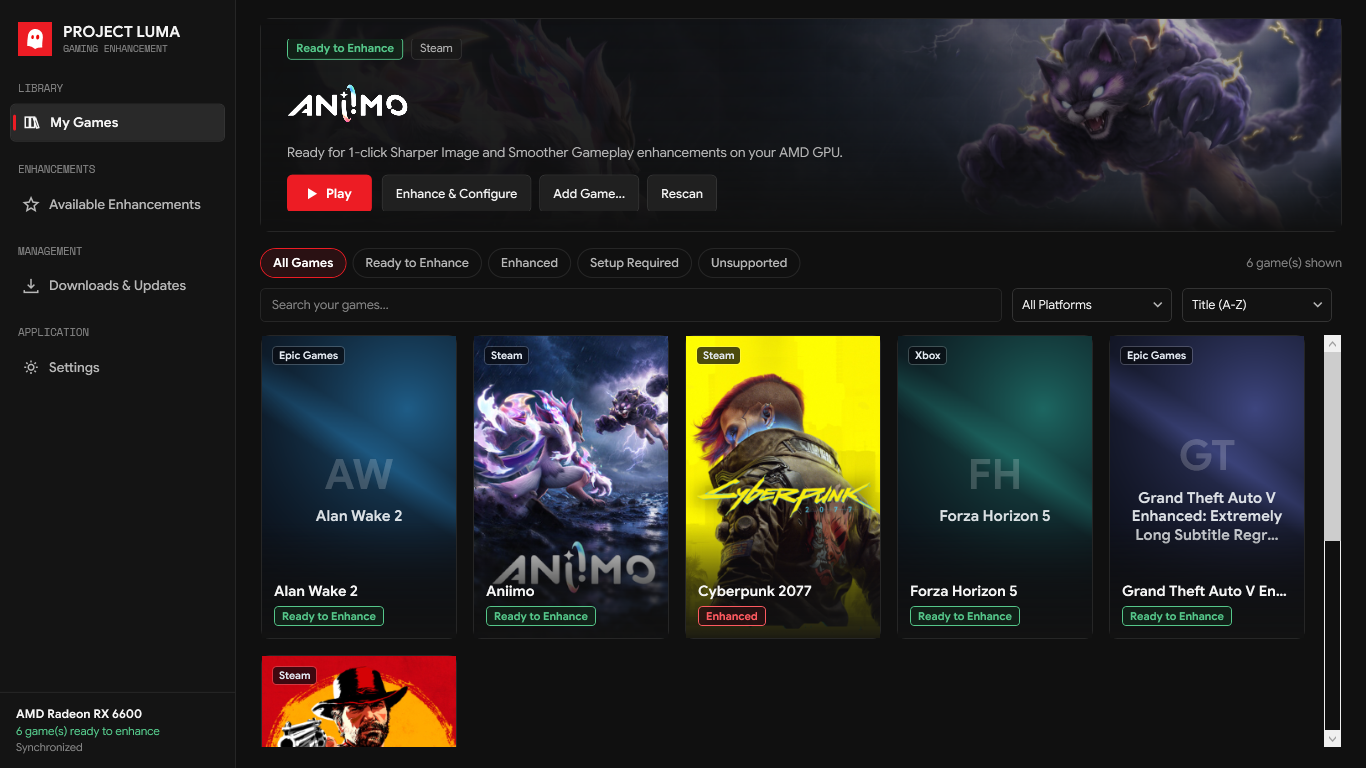 PROJECT LUMA
GAMING ENHANCEMENT
LIBRARY
My Games
ENHANCEMENTS
Available Enhancements
MANAGEMENT
Downloads & Updates
APPLICATION
Settings
AMD Radeon RX 6600
6 game(s) ready to enhance
Synchronized
Ready to Enhance
Steam
ANiiMO
Ready for 1-click Sharper Image and Smoother Gameplay enhancements on your AMD GPU.
Play
Enhance & Configure
Add Game...
Rescan
All Games
Ready to Enhance
Enhanced
Setup Required
Unsupported
6 game(s) shown
Search your games...
All Platforms
Title (A-Z)
Epic Games
AW
Alan Wake 2
Alan Wake 2
Ready to Enhance
Steam
ANiiMO
Aniimo
Ready to Enhance
Steam
Cyberpunk
2077
Cyberpunk 2077
Enhanced
Xbox
FH
Forza Horizon 5
Forza Horizon 5
Ready to Enhance
Epic Games
GT
Grand Theft Auto V
Enhanced: Extremely
Long Subtitle Regr...
Grand Theft Auto V En...
Ready to Enhance
Steam